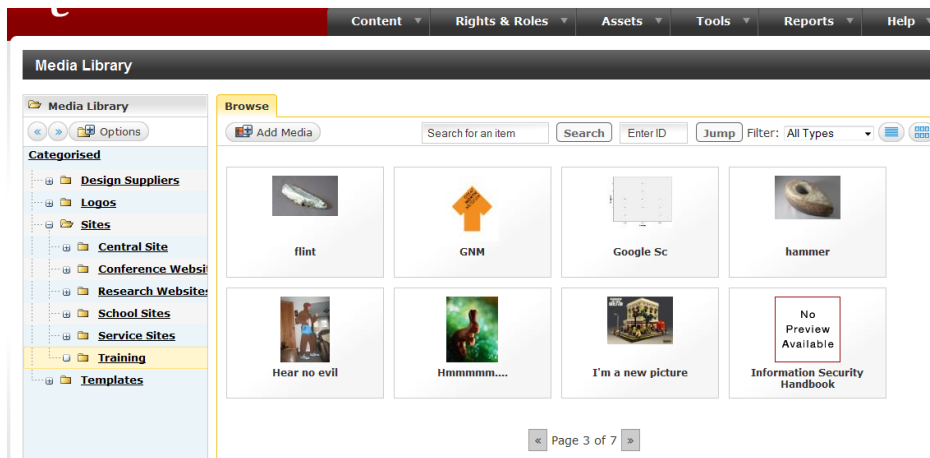 Content
Rights & Roles
Assets
Tools
Reports
Help
Media Library
Media Library
Browse
« » Options
Add Media
Search for an item
Search
Enter ID
Jump
Filter: All Types
Categorised
Design Suppliers
Logos
Sites
Central Site
Conference Websi
Research Websites
School Sites
Service Sites
Training
Templates
flint
GNM
Google Sc
hammer
Hear no evil
Hmmmmm....
I'm a new picture
No
Preview
Available
Information Security
Handbook
« Page 3 of 7 »